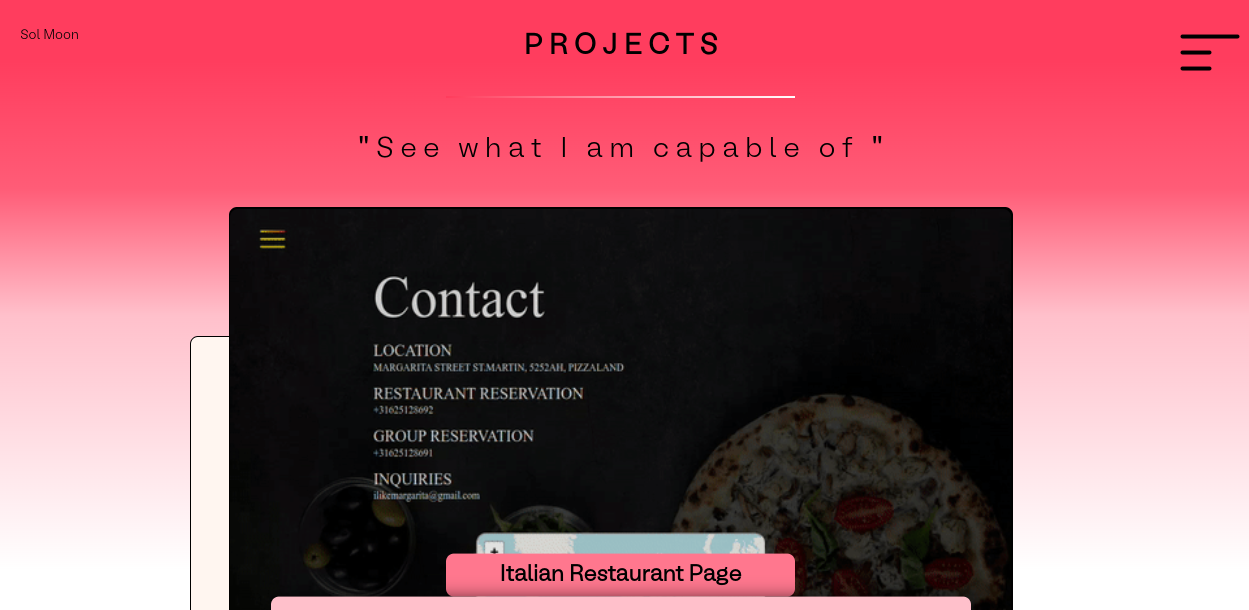 Sol Moon
PROJECTS
"See what I am capable of "
Contact
LOCATION
MARGARITA STREET ST.MARTIN, 5252AH, PIZZALAND
RESTAURANT RESERVATION
+31625128692
GROUP RESERVATION
+31625128691
INQUIRIES
ilikemargarita@gmail.com
+
Italian Restaurant Page